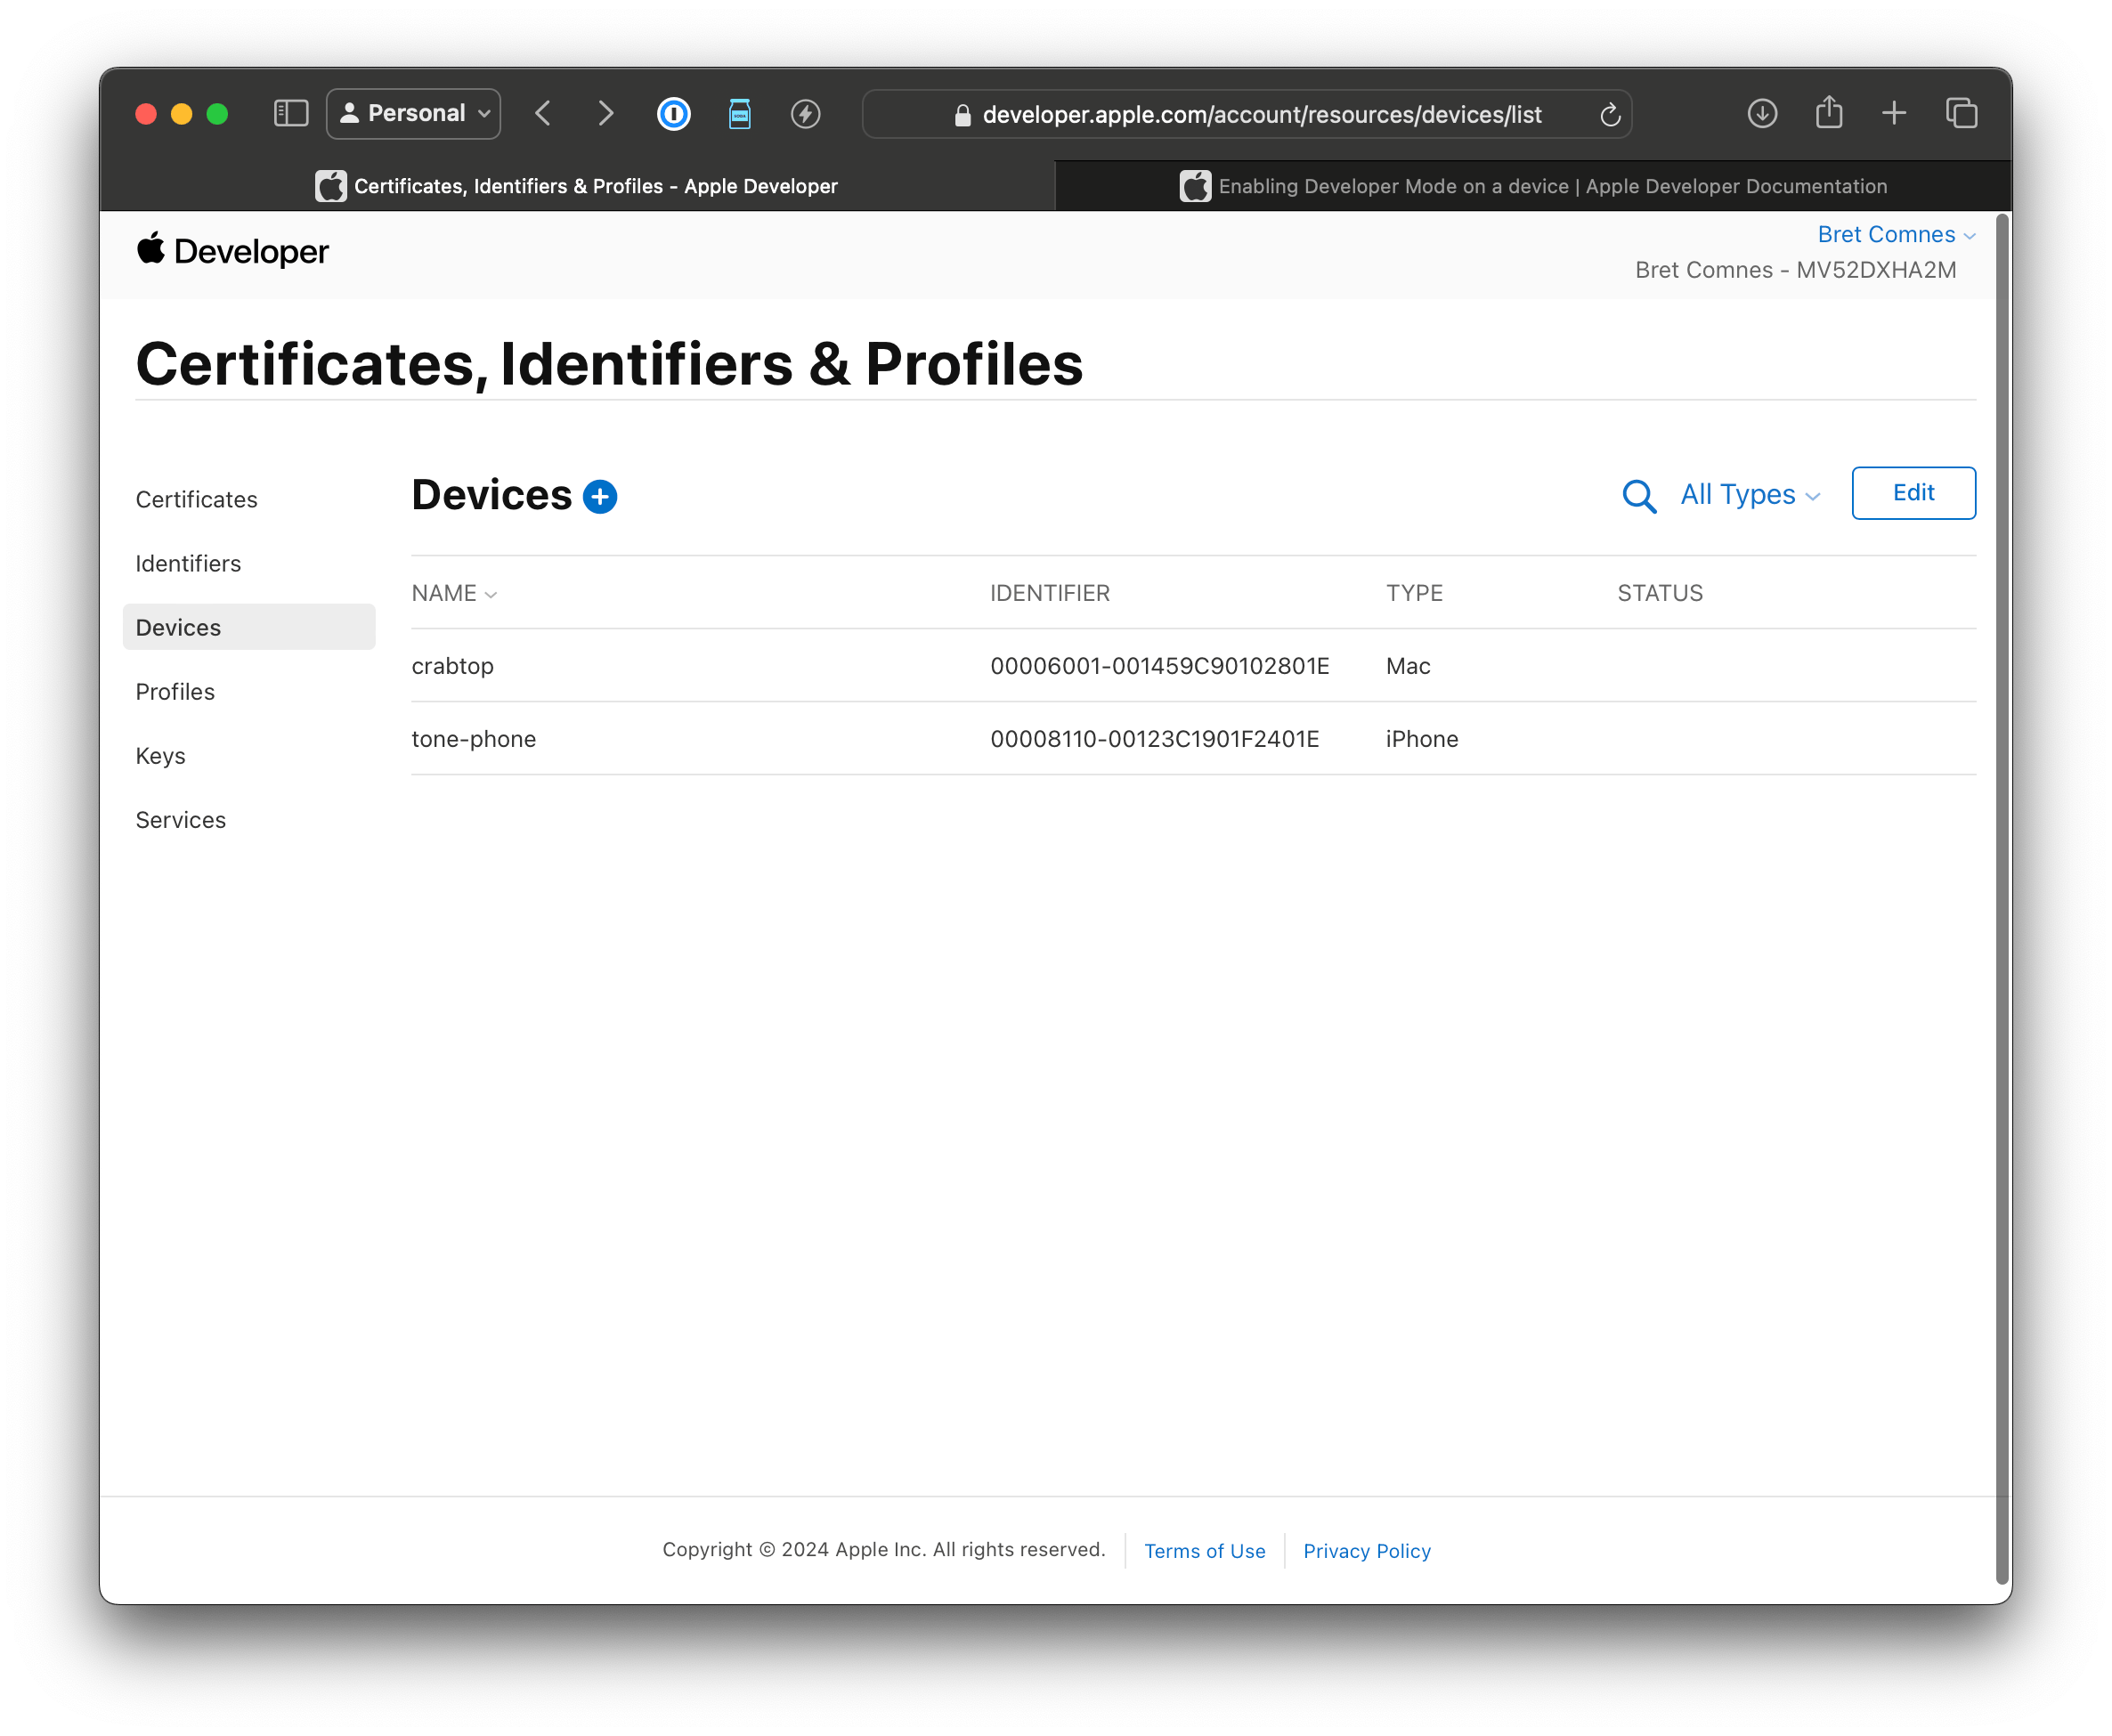 Personal
developer.apple.com/account/resources/devices/list
Certificates, Identifiers & Profiles - Apple Developer
Enabling Developer Mode on a device | Apple Developer Documentation
Developer
Bret Comnes
Bret Comnes - MV52DXHA2M
Certificates, Identifiers & Profiles
Certificates
Identifiers
Devices
Profiles
Keys
Services
Devices
All Types
Edit
NAME IDENTIFIER TYPE STATUS
crabtop 00006001-001459C90102801E Mac
tone-phone 00008110-00123C1901F2401E iPhone
Copyright © 2024 Apple Inc. All rights reserved. Terms of Use Privacy Policy